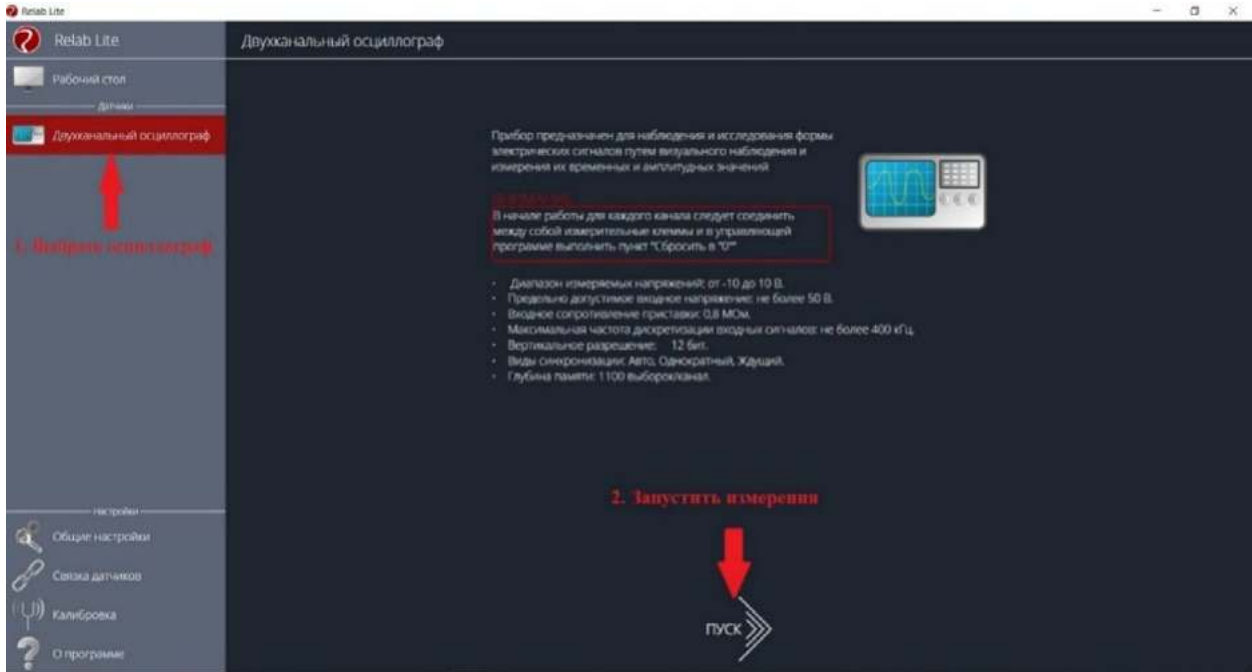 Relab Lite
Relab Lite
Двухканальный осциллограф
Рабочий стол
Датчики
Двухканальный осциллограф
1. Выбрать осциллограф
Прибор предназначен для наблюдения и исследования формы
электрических сигналов путем визуального наблюдения и
измерения их временных и амплитудных значений
В начале работы для каждого канала следует соединить
между собой измерительные клеммы и в управляющей
программе выполнить пункт "Сбросить в "0""
• Диапазон измеряемых напряжений: от -10 до 10 В.
• Предельно допустимое входное напряжение: не более 50 В.
• Входное сопротивление приставки: 0,8 МОм.
• Максимальная частота дискретизации входных сигналов: не более 400 кГц.
• Вертикальное разрешение: 12 бит.
• Виды синхронизации: Авто, Однократный, Ждущий.
• Глубина памяти: 1100 выборок/канал.
2. Запустить измерения
ПУСК
Настройки
Общие настройки
Связка датчиков
Калибровка
О программе